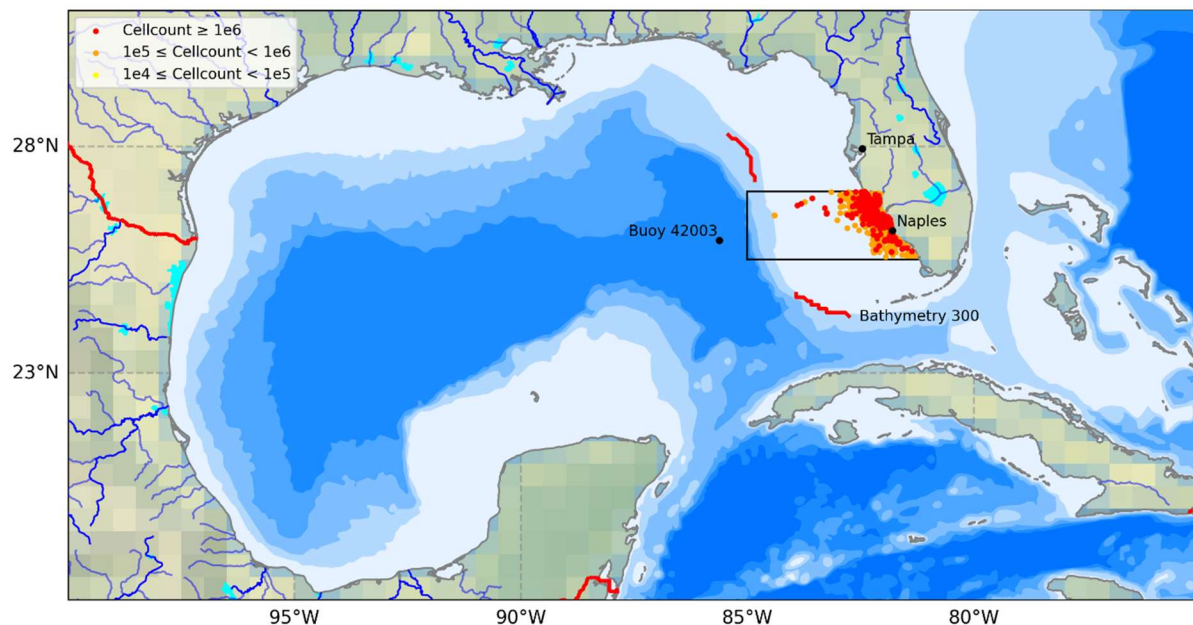 Cellcount ≥ 1e6
1e5 ≤ Cellcount < 1e6
1e4 ≤ Cellcount < 1e5
28°N
Tampa
Naples
Buoy 42003
Bathymetry 300
23°N
95°W
90°W
85°W
80°W